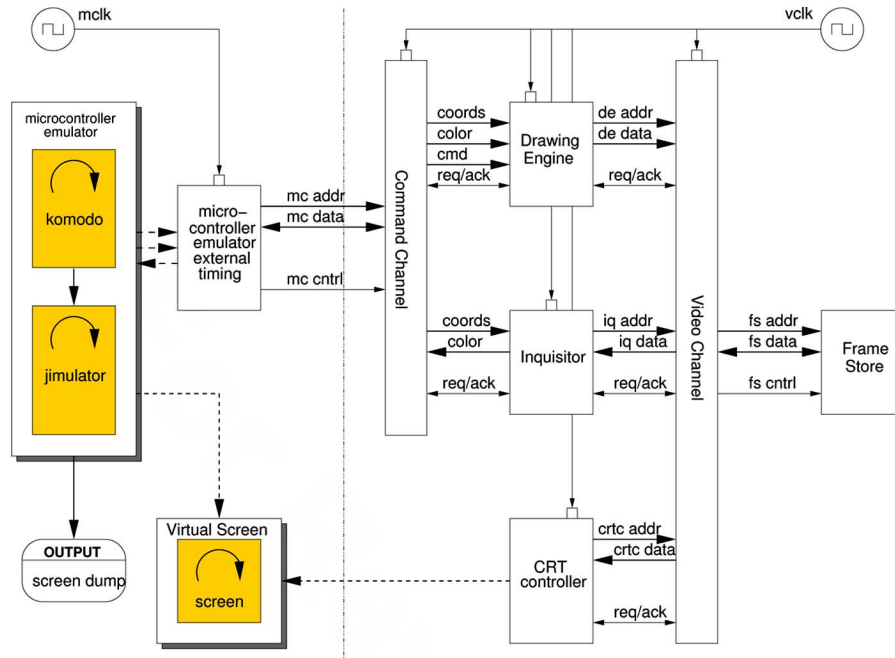 mclk
vclk
microcontroller
emulator
komodo
jimulator
micro-
controller
emulator
external
timing
mc addr
mc data
mc cntrl
Command Channel
coords
color
cmd
req/ack
Drawing
Engine
de addr
de data
req/ack
coords
color
req/ack
Inquisitor
iq addr
iq data
req/ack
Video Channel
fs addr
fs data
fs cntrl
Frame
Store
OUTPUT
screen dump
Virtual Screen
screen
CRT
controller
crtc addr
crtc data
req/ack